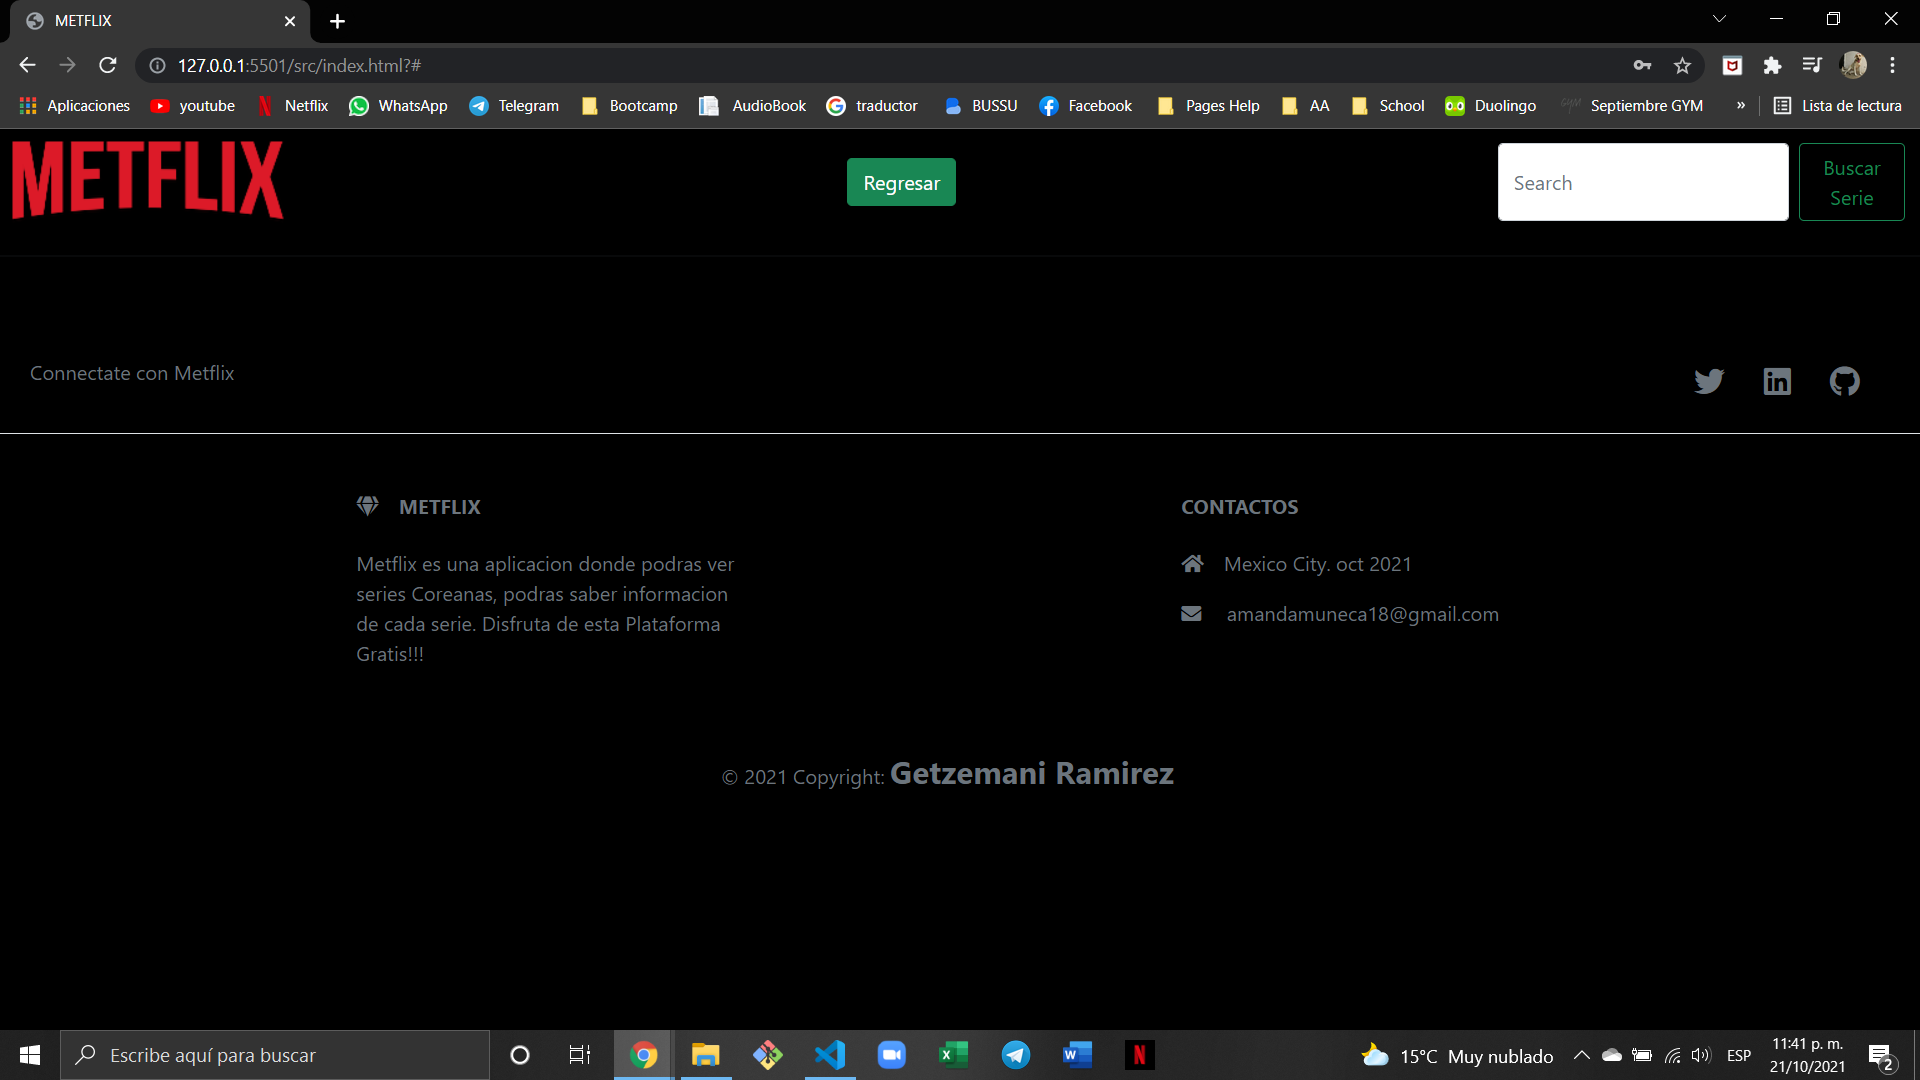 METFLIX
127.0.0.1:5501/src/index.html?#
Aplicaciones
youtube
Netflix
WhatsApp
Telegram
Bootcamp
AudioBook
traductor
BUSSU
Facebook
Pages Help
AA
School
Duolingo
GYM Septiembre GYM
»
Lista de lectura
METFLIX
Regresar
Search
Buscar
Serie
Connectate con Metflix
METFLIX
Metflix es una aplicacion donde podras ver
series Coreanas, podras saber informacion
de cada serie. Disfruta de esta Plataforma
Gratis!!!
CONTACTOS
Mexico City. oct 2021
amandamuneca18@gmail.com
© 2021 Copyright: Getzemani Ramirez
Escribe aquí para buscar
15°C Muy nublado
ESP
11:41 p. m.
21/10/2021
2